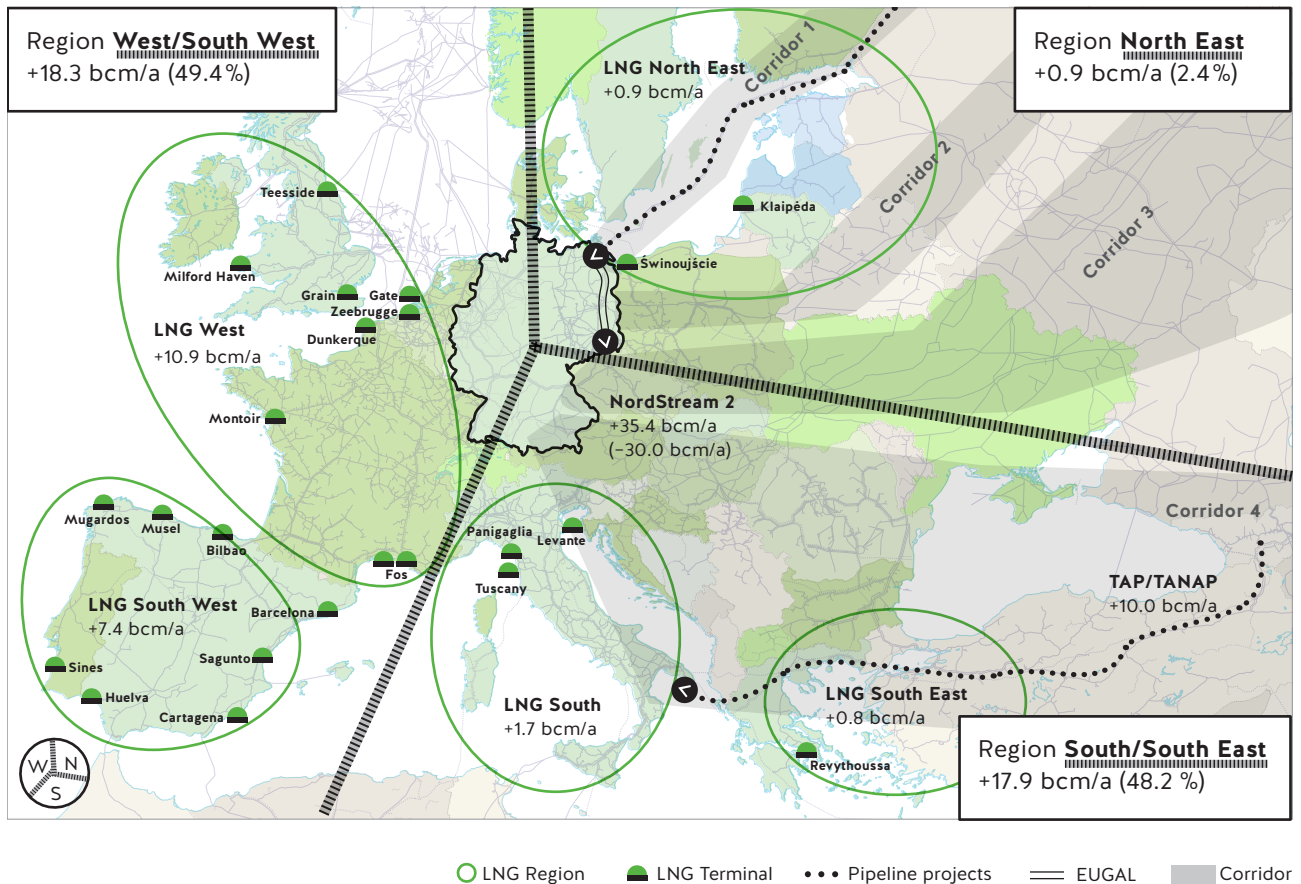 Region West/South West
+18.3 bcm/a (49.4%)
Region North East
+0.9 bcm/a (2.4%)
LNG North East
+0.9 bcm/a
Corridor 1
Corridor 2
Corridor 3
Teesside
Klaipéda
Milford Haven
Świnoujście
Grain
Gate
Zeebrugge
LNG West
+10.9 bcm/a
Dunkerque
Montoir
NordStream 2
+35.4 bcm/a
(−30.0 bcm/a)
Mugardos
Musel
Bilbao
Panigaglia
Levante
Corridor 4
Fos
Tuscany
TAP/TANAP
+10.0 bcm/a
LNG South West
+7.4 bcm/a
Barcelona
Sagunto
Sines
Huelva
Cartagena
LNG South
+1.7 bcm/a
LNG South East
+0.8 bcm/a
Revythoussa
Region South/South East
+17.9 bcm/a (48.2 %)
W N
S
LNG Region LNG Terminal Pipeline projects EUGAL Corridor